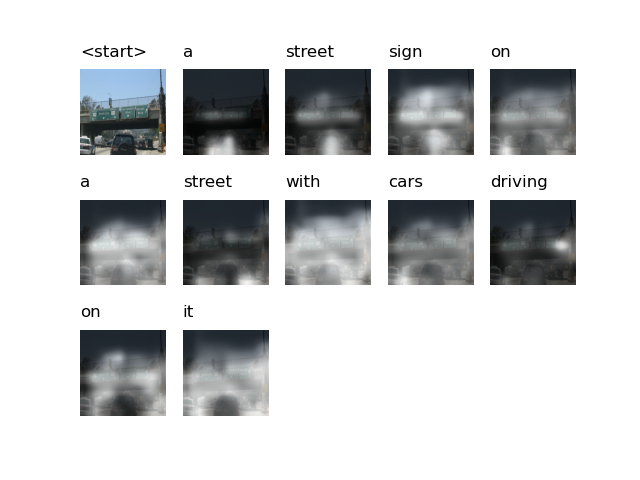 <start> a street sign on
a street with cars driving
on it